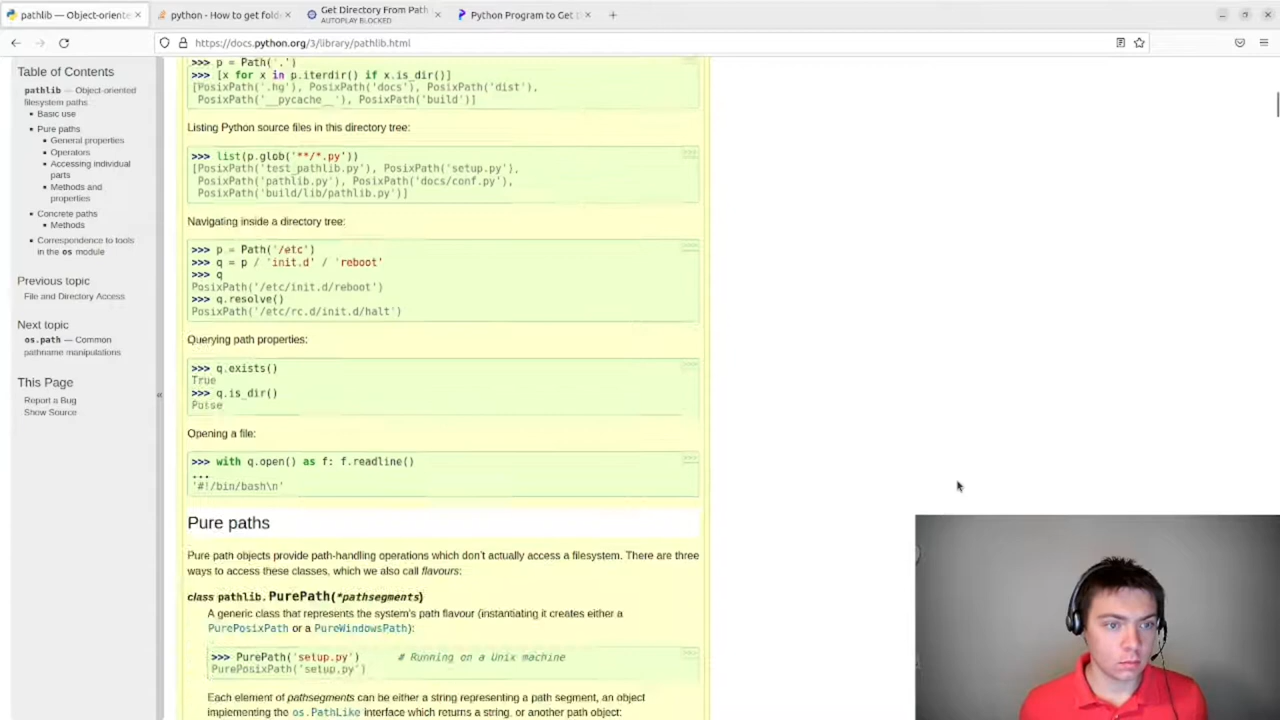 pathlib — Object-oriente
python - How to get fold
Get Directory From Path
AUTOPLAY BLOCKED
Python Program to Get
https://docs.python.org/3/library/pathlib.html
Table of Contents
pathlib — Object-oriented
filesystem paths
Basic use
Pure paths
General properties
Operators
Accessing individual
parts
Methods and
properties
Concrete paths
Methods
Correspondence to tools
in the os module
Previous topic
File and Directory Access
Next topic
os.path — Common
pathname manipulations
This Page
Report a Bug
Show Source
«
>>> p = Path('.')
>>> [x for x in p.iterdir() if x.is_dir()]
[PosixPath('.hg'), PosixPath('docs'), PosixPath('dist'),
PosixPath('__pycache__'), PosixPath('build')]
Listing Python source files in this directory tree:
>>>
>>> list(p.glob('**/*.py'))
[PosixPath('test_pathlib.py'), PosixPath('setup.py'),
PosixPath('pathlib.py'), PosixPath('docs/conf.py'),
PosixPath('build/lib/pathlib.py')]
Navigating inside a directory tree:
>>>
>>> p = Path('/etc')
>>> q = p / 'init.d' / 'reboot'
>>> q
PosixPath('/etc/init.d/reboot')
>>> q.resolve()
PosixPath('/etc/rc.d/init.d/halt')
Querying path properties:
>>>
>>> q.exists()
True
>>> q.is_dir()
Opening a file:
>>>
>>> with q.open() as f: f.readline()
...
'#!/bin/bash\n'
Pure paths
Pure path objects provide path-handling operations which don't actually access a filesystem. There are three
ways to access these classes, which we also call flavours:
class pathlib.PurePath(*pathsegments)
A generic class that represents the system's path flavour (instantiating it creates either a
PurePosixPath or a PureWindowsPath):
>>>
>>> PurePath('setup.py') # Running on a Unix machine
PurePosixPath('setup.py')
Each element of pathsegments can be either a string representing a path segment, an object
implementing the os.PathLike interface which returns a string, or another path object: